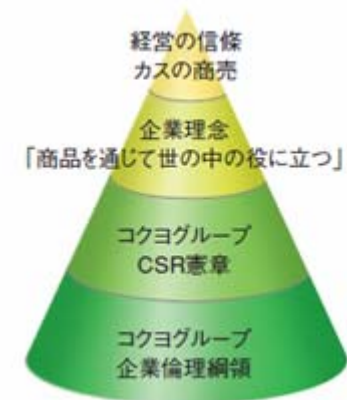 経営の信條
カスの商売
企業理念
「商品を通じて世の中の役に立つ」
コクヨグループ
CSR憲章
コクヨグループ
企業倫理綱領